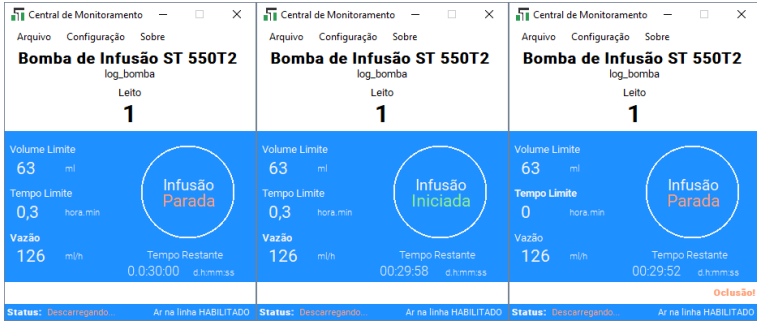 Central de Monitoramento
Arquivo Configuração Sobre
Bomba de Infusão ST 550T2
log_bomba
Leito
1
Volume Limite
63 ml
Tempo Limite
0,3 hora.min
Vazão
126 ml/h
Infusão
Parada
Tempo Restante
0.0:30:00 d.h:mm:ss
Status: Descarregando... Ar na linha HABILITADO
Central de Monitoramento
Arquivo Configuração Sobre
Bomba de Infusão ST 550T2
log_bomba
Leito
1
Volume Limite
63 ml
Tempo Limite
0,3 hora.min
Vazão
126 ml/h
Infusão
Iniciada
Tempo Restante
00:29:58 d.h:mm:ss
Status: Descarregando... Ar na linha HABILITADO
Central de Monitoramento
Arquivo Configuração Sobre
Bomba de Infusão ST 550T2
log_bomba
Leito
1
Volume Limite
63 ml
Tempo Limite
0 hora.min
Vazão
126 ml/h
Infusão
Parada
Tempo Restante
00:29:52 d.h:mm:ss
Oclusão!
Status: Descarregando... Ar na linha HABILITADO